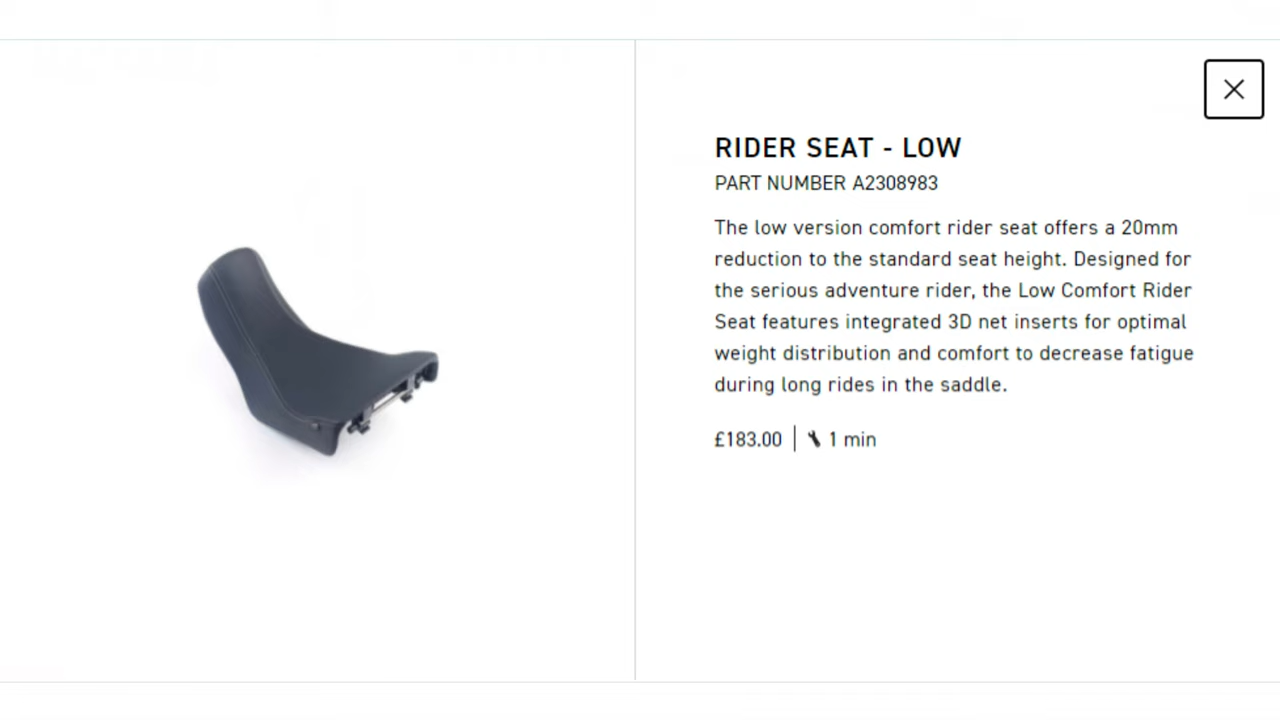 RIDER SEAT - LOW
PART NUMBER A2308983
The low version comfort rider seat offers a 20mm
reduction to the standard seat height. Designed for
the serious adventure rider, the Low Comfort Rider
Seat features integrated 3D net inserts for optimal
weight distribution and comfort to decrease fatigue
during long rides in the saddle.
£183.00 | 1 min